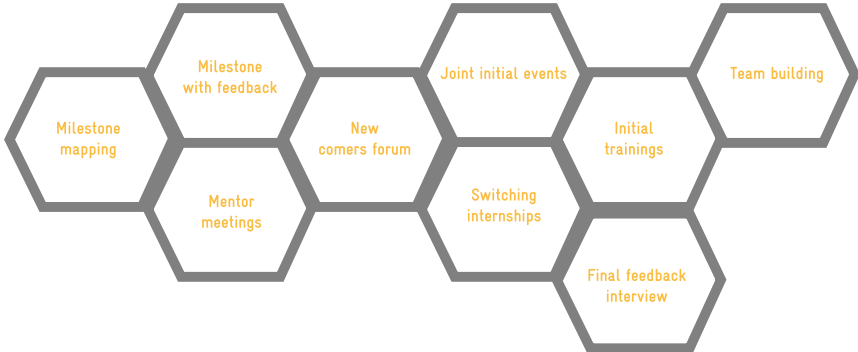 Milestone
mapping
Milestone
with feedback
Mentor
meetings
New
comers forum
Joint initial events
Switching
internships
Initial
trainings
Final feedback
interview
Team building